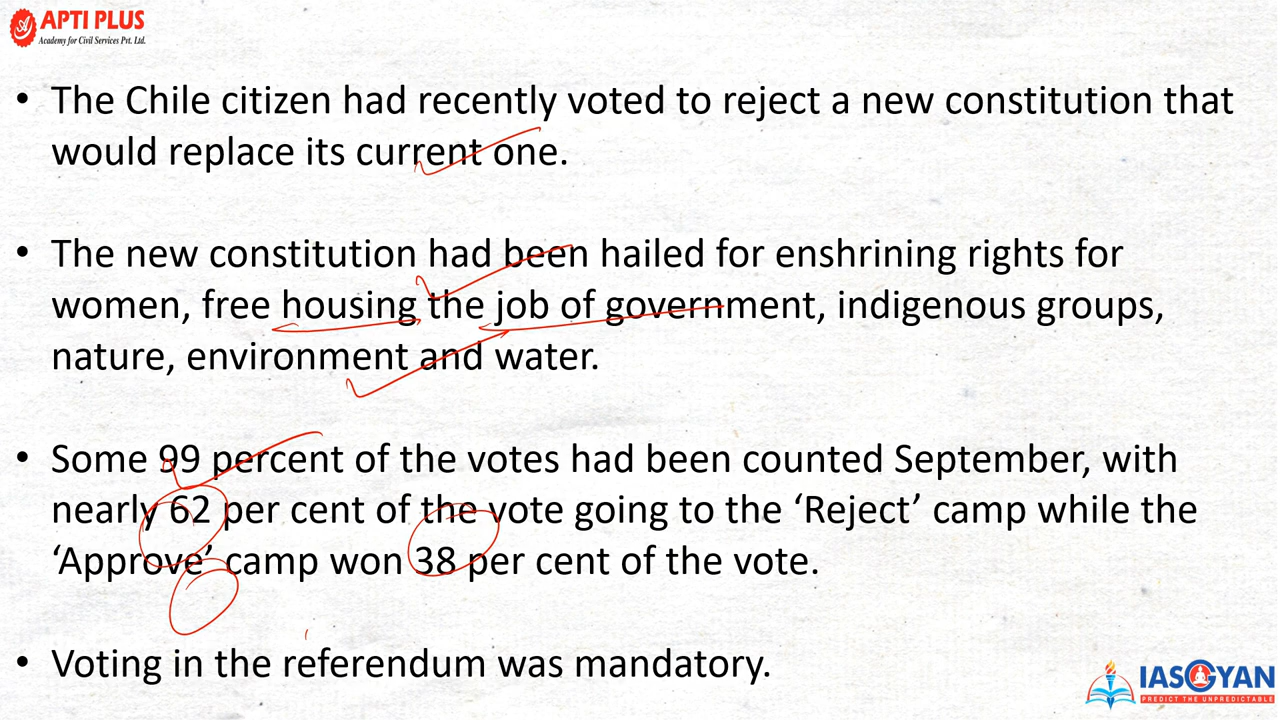 APTI PLUS
Academy for Civil Services Pvt. Ltd.
• The Chile citizen had recently voted to reject a new constitution that
would replace its current one.
• The new constitution had been hailed for enshrining rights for
women, free housing the job of government, indigenous groups,
nature, environment and water.
• Some 99 percent of the votes had been counted September, with
nearly 62 per cent of the vote going to the ‘Reject’ camp while the
‘Approve’ camp won 38 per cent of the vote.
• Voting in the referendum was mandatory.
IASGYAN
PREDICT THE UNPREDICTABLE